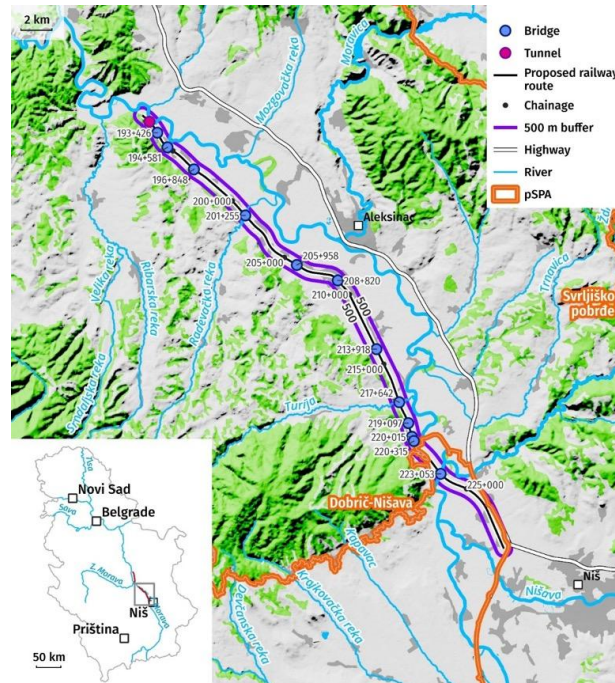 2 km
Bridge
Tunnel
Proposed railway
route
Chainage
500 m buffer
Highway
River
pSPA
Moravica
Mozgovačka reka
193+426
194+581
196+848
200+000
201+255
205+000
205+958
208+820
210+000
500
500
213+918
215+000
217+642
219+097
220+015
220+315
223+053
225+000
Aleksinac
Velika reka
Ribarska reka
Rađevačka reka
Turija
Trnavica
Svrljiško
pobrđe
Dobrič-Nišava
Kopavac
Krajkovačka reka
Nišava
Niš
Tisa
Novi Sad
Sava
Belgrade
Z. Morava
Niš
Priština
50 km